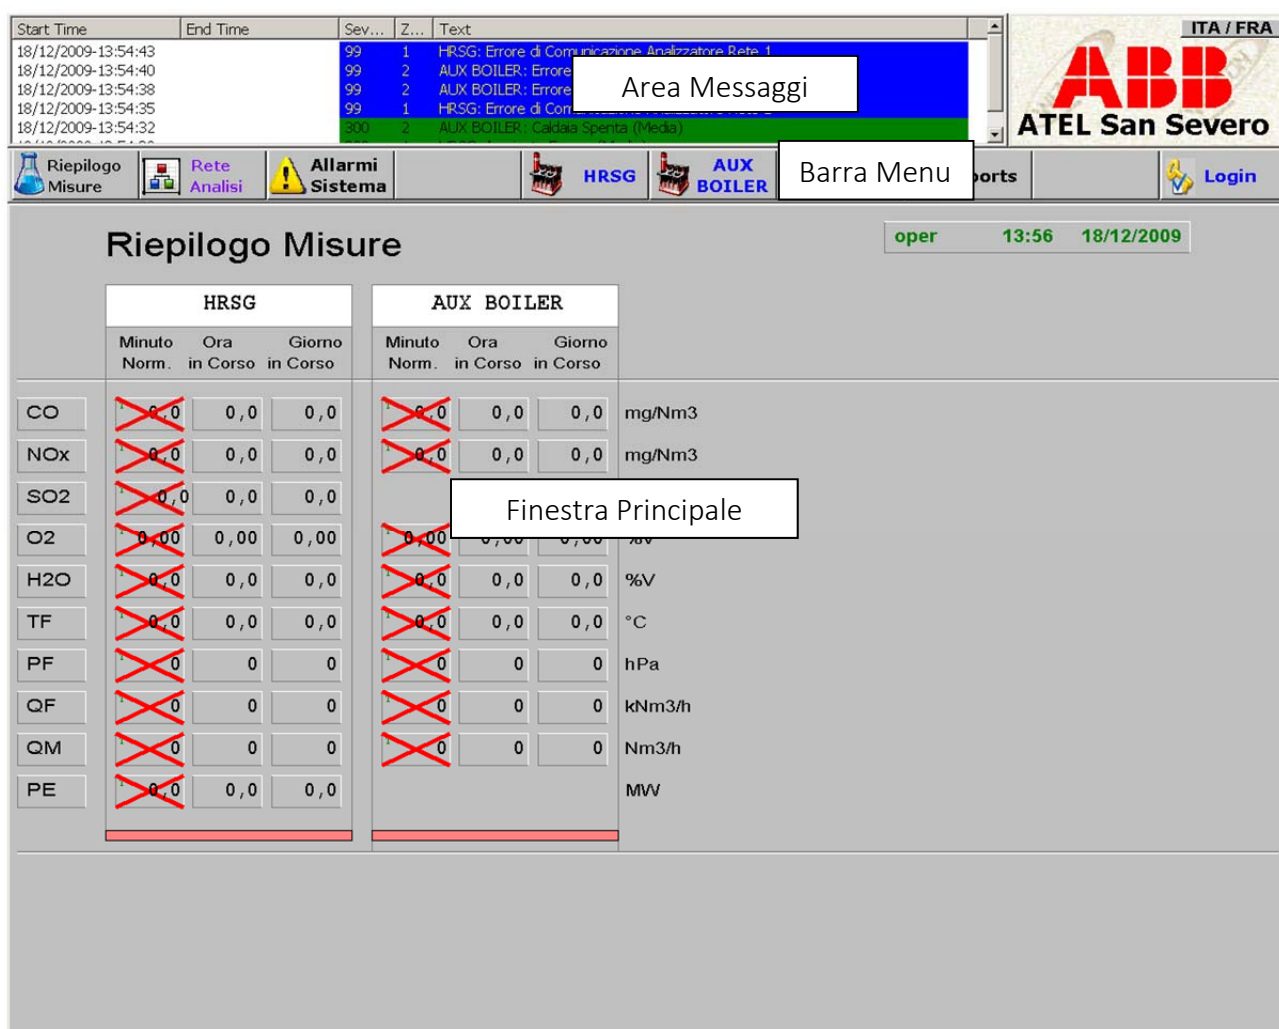 Start Time End Time Sev... Z... Text
18/12/2009-13:54:43 99 1 HRSG: Errore di Comunicazione Analizzatore Rete 1
18/12/2009-13:54:40 99 2 AUX BOILER: Errore
18/12/2009-13:54:38 99 2 AUX BOILER: Errore
18/12/2009-13:54:35 99 1 HRSG: Errore di Comunicazione Analizzatore Rete
18/12/2009-13:54:32 300 2 AUX BOILER: Caldaia Spenta (Media)
Area Messaggi
ITA / FRA
ABB
ATEL San Severo
Riepilogo Misure
Rete Analisi
Allarmi Sistema
HRSG
AUX BOILER
Barra Menu
ports
Login
Riepilogo Misure
oper 13:56 18/12/2009
HRSG AUX BOILER
Minuto Ora Giorno Minuto Ora Giorno
Norm. in Corso in Corso Norm. in Corso in Corso
CO 0,0 0,0 0,0 0,0 0,0 0,0 mg/Nm3
NOx 0,0 0,0 0,0 0,0 0,0 0,0 mg/Nm3
SO2 0,0 0,0 0,0
Finestra Principale
O2 0,00 0,00 0,00 0,00 0,00 0,00 %V
H2O 0,0 0,0 0,0 0,0 0,0 0,0 %V
TF 0,0 0,0 0,0 0,0 0,0 0,0 °C
PF 0 0 0 0 0 0 hPa
QF 0 0 0 0 0 0 kNm3/h
QM 0 0 0 0 0 0 Nm3/h
PE 0,0 0,0 0,0 MW